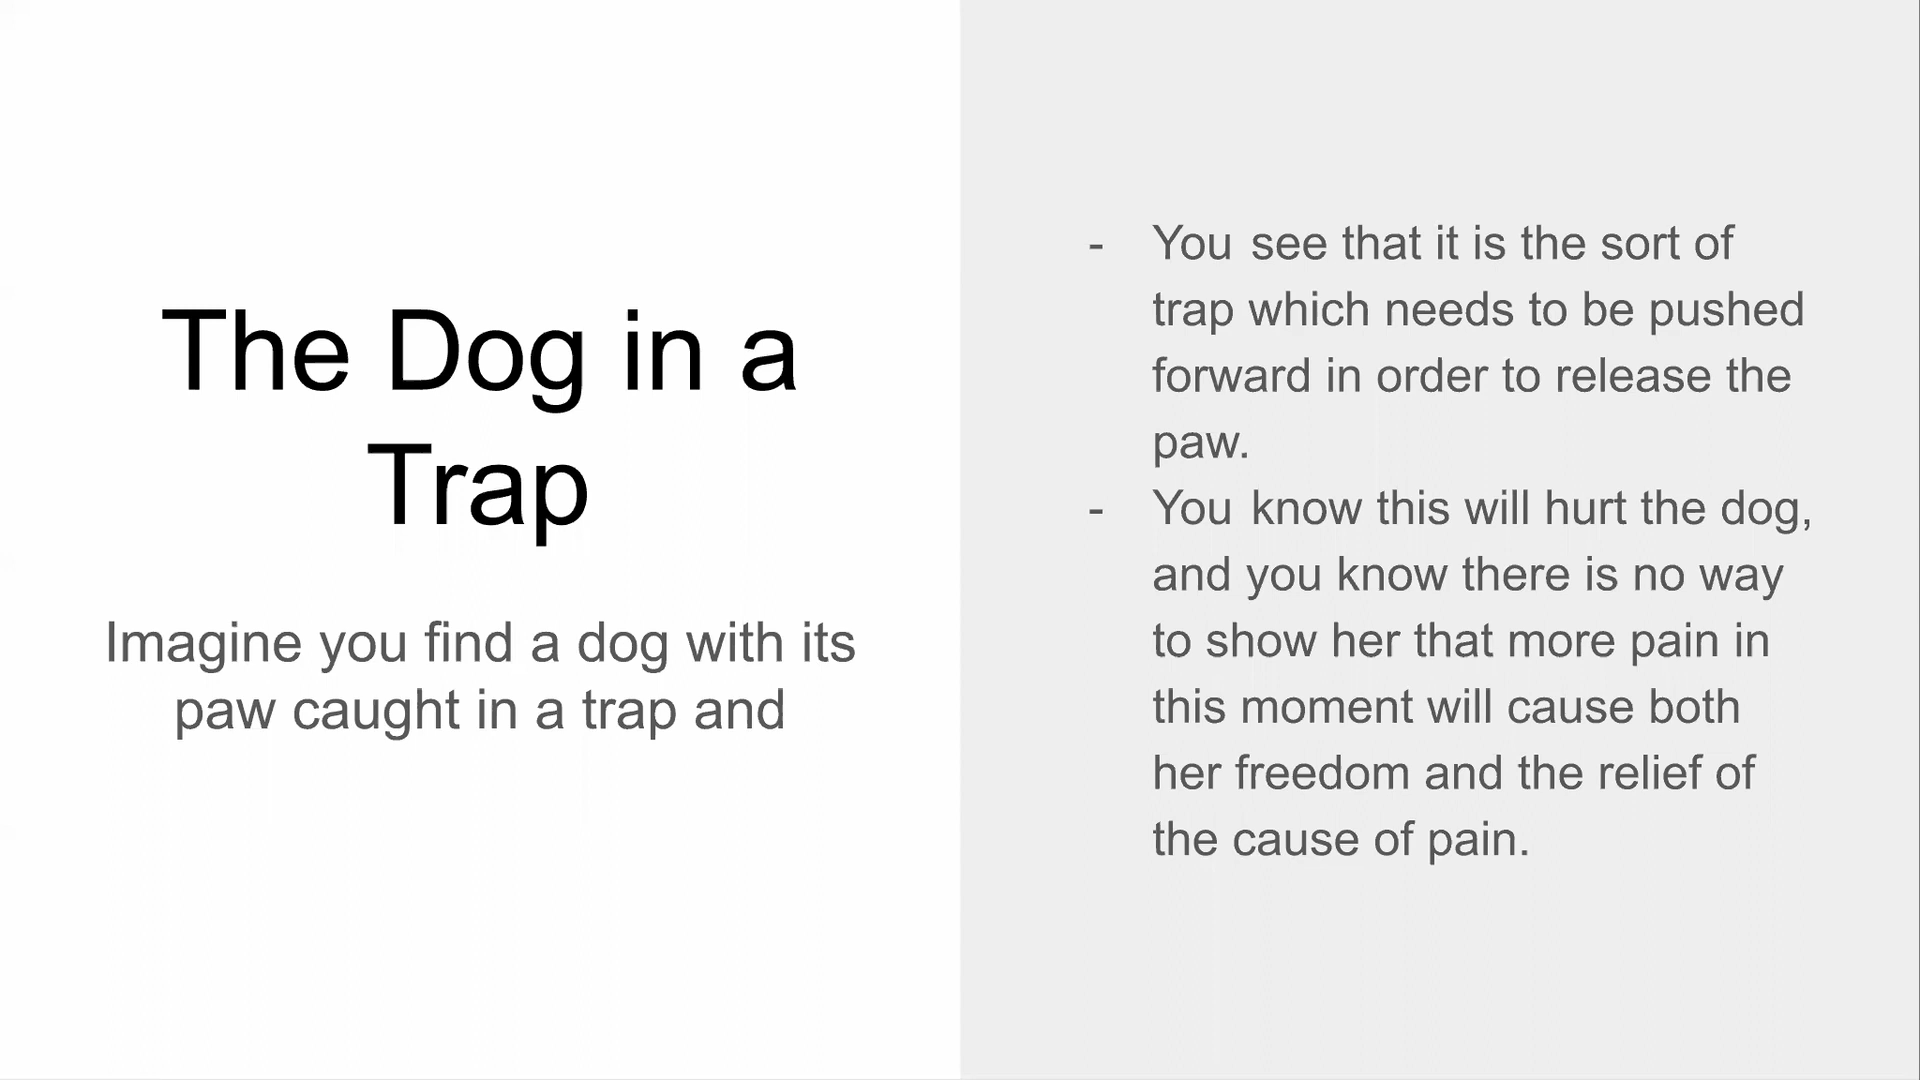 The Dog in a
Trap
Imagine you find a dog with its
paw caught in a trap and
- You see that it is the sort of
trap which needs to be pushed
forward in order to release the
paw.
- You know this will hurt the dog,
and you know there is no way
to show her that more pain in
this moment will cause both
her freedom and the relief of
the cause of pain.